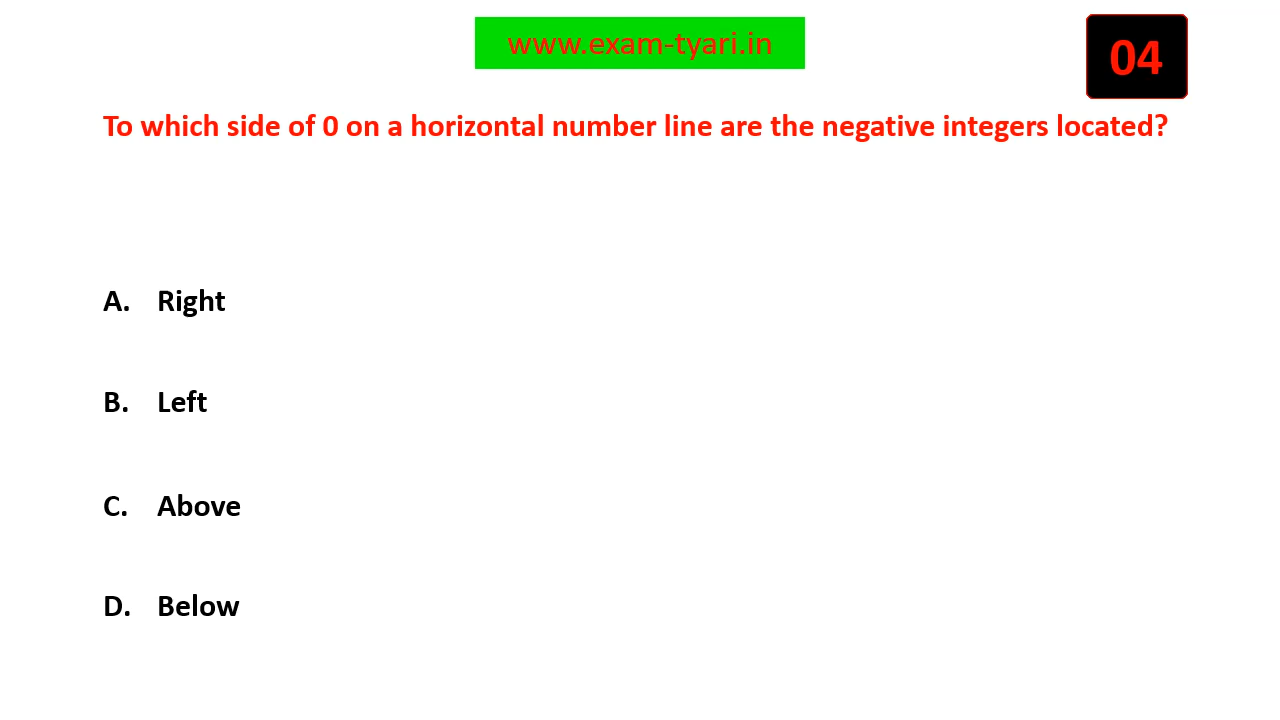 www.exam-tyari.in
04
To which side of 0 on a horizontal number line are the negative integers located?
A. Right
B. Left
C. Above
D. Below